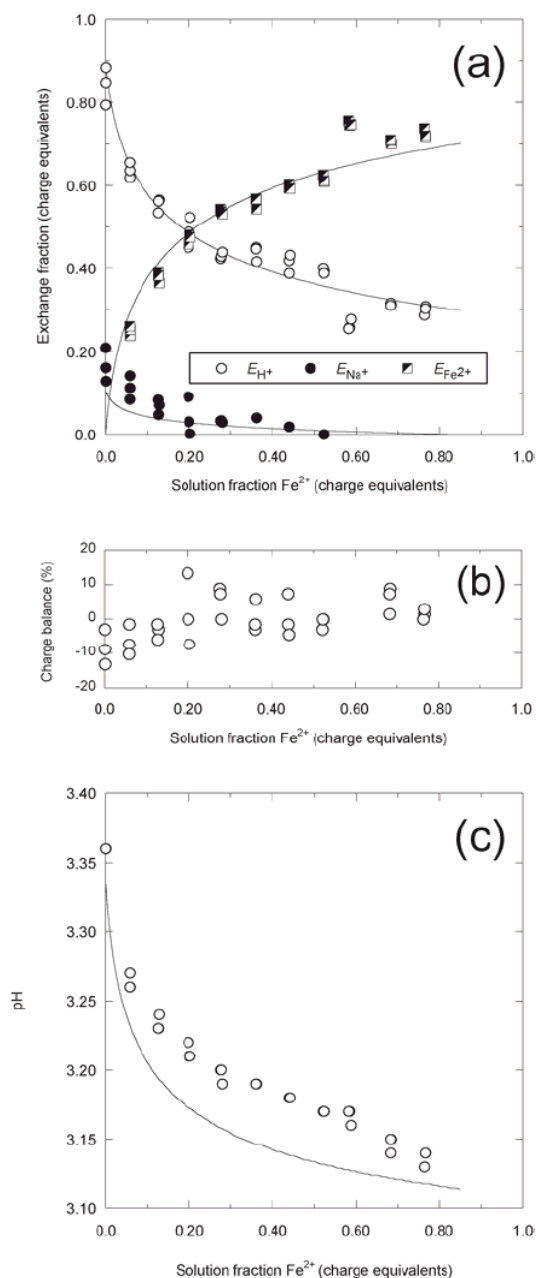 (a)
Exchange fraction (charge equivalents)
1.0
0.80
0.60
0.40
0.20
0.0
E_H+ E_Na+ E_Fe2+
0.0 0.20 0.40 0.60 0.80 1.0
Solution fraction Fe²⁺ (charge equivalents)
(b)
Charge balance (%)
20
10
0
-10
-20
0.0 0.20 0.40 0.60 0.80 1.0
Solution fraction Fe²⁺ (charge equivalents)
(c)
pH
3.40
3.35
3.30
3.25
3.20
3.15
3.10
0.0 0.20 0.40 0.60 0.80 1.0
Solution fraction Fe²⁺ (charge equivalents)